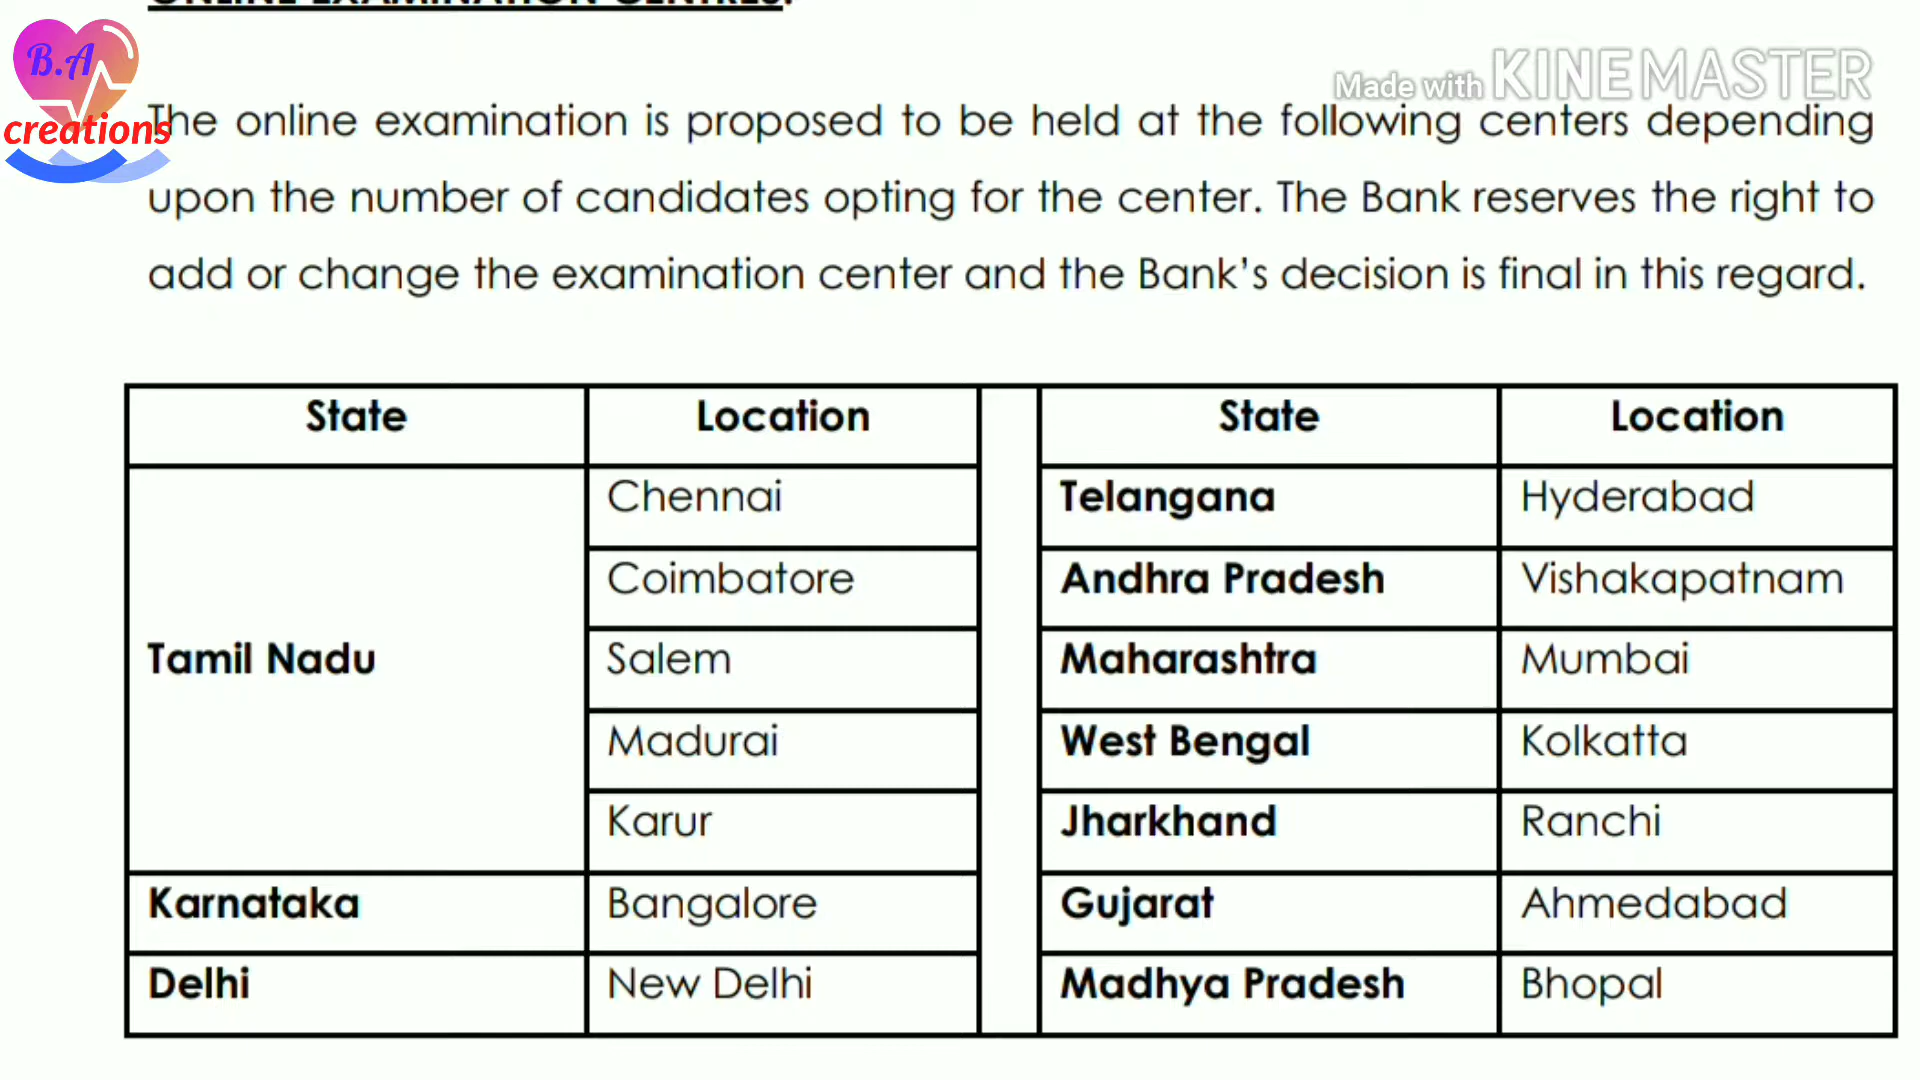 ONLINE EXAMINATION CENTRES:
B.A
creations
Made with KINEMASTER
The online examination is proposed to be held at the following centers depending
upon the number of candidates opting for the center. The Bank reserves the right to
add or change the examination center and the Bank's decision is final in this regard.
State Location State Location
Chennai Telangana Hyderabad
Coimbatore Andhra Pradesh Vishakapatnam
Tamil Nadu Salem Maharashtra Mumbai
Madurai West Bengal Kolkatta
Karur Jharkhand Ranchi
Karnataka Bangalore Gujarat Ahmedabad
Delhi New Delhi Madhya Pradesh Bhopal